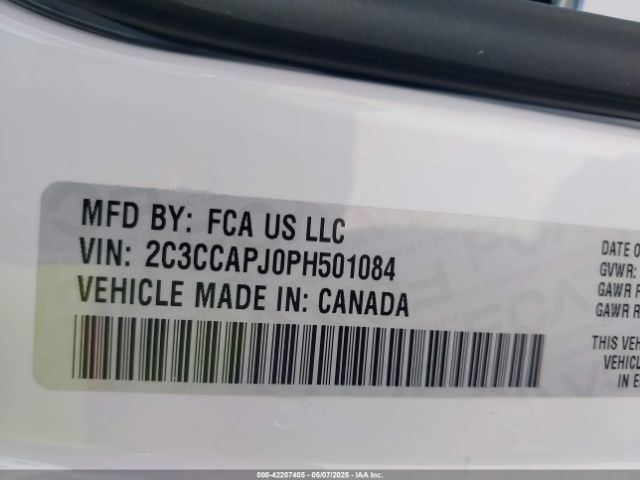 MFD BY: FCA US LLC
VIN: 2C3CCAPJ0PH501084
VEHICLE MADE IN: CANADA
DATE O
GVWR:
GAWR F
GAWR R
THIS VEH
VEHICL
IN E
000-42207405 - 05/07/2025 - IAA Inc.